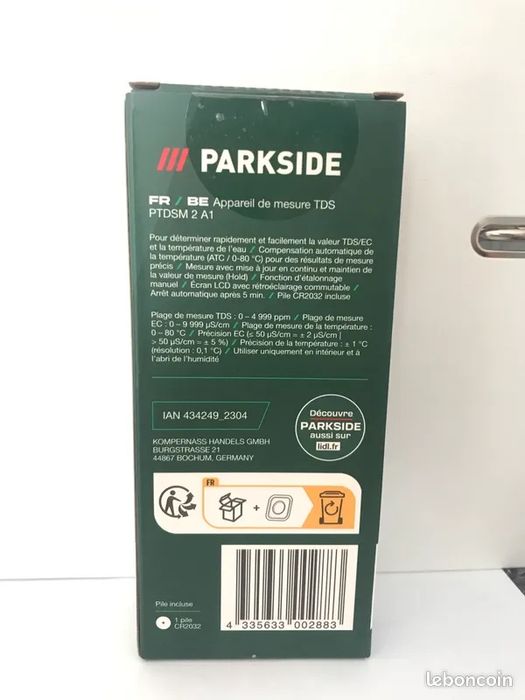 PARKSIDE
FR / BE Appareil de mesure TDS
PTDSM 2 A1
Pour déterminer rapidement et facilement la valeur TDS/EC
et la température de l'eau / Compensation automatique de
la température (ATC / 0-80 °C) pour des résultats de mesure
précis / Mesure avec mise à jour en continu et maintien de
la valeur de mesure (Hold) / Fonction d'étalonnage
manuel / Écran LCD avec rétroéclairage commutable /
Arrêt automatique après 5 min. / Pile CR2032 incluse
Plage de mesure TDS : 0 – 4 999 ppm / Plage de mesure
EC : 0 – 9 999 µS/cm / Plage de mesure de la température :
0 – 80 °C / Précision EC (≤ 50 µS/cm = ± 2 µS/cm |
> 50 µS/cm = ± 5 %) / Précision de la température : ± 1 °C
(résolution : 0,1 °C) / Utiliser uniquement en intérieur et à
l'abri de l'humidité
IAN 434249_2304
Découvre
PARKSIDE
aussi sur
lidl.fr
KOMPERNASS HANDELS GMBH
BURGSTRASSE 21
44867 BOCHUM, GERMANY
FR
+
Pile incluse
1 pile
CR2032
4 335633 002883
leboncoin